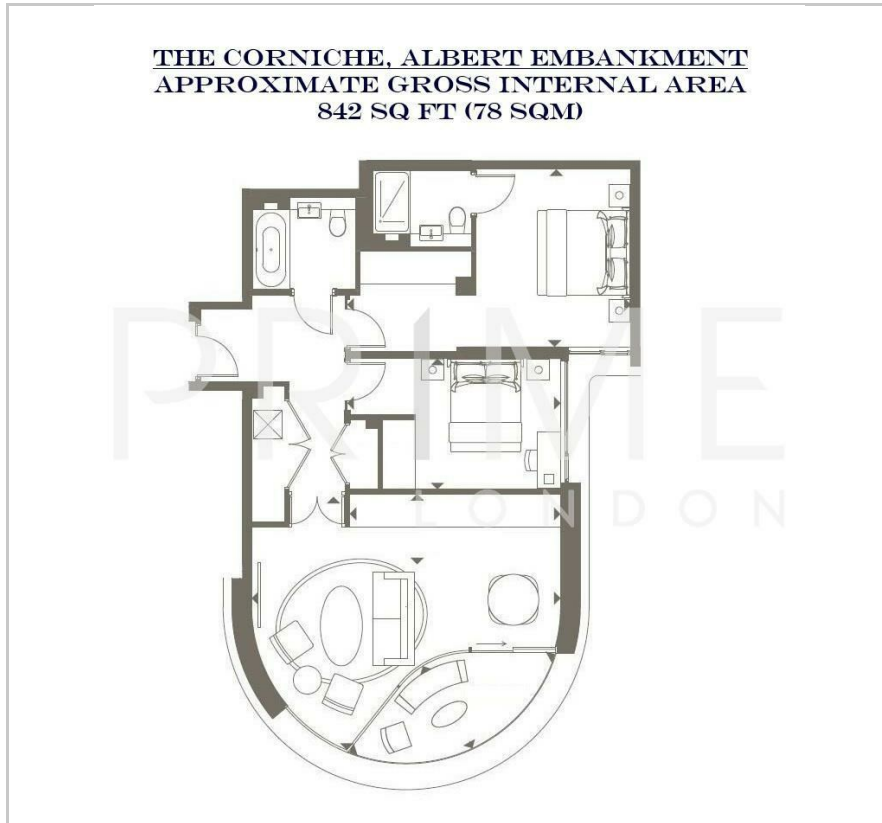 THE CORNICHE, ALBERT EMBANKMENT
APPROXIMATE GROSS INTERNAL AREA
842 SQ FT (78 SQM)
PRIME
LONDON